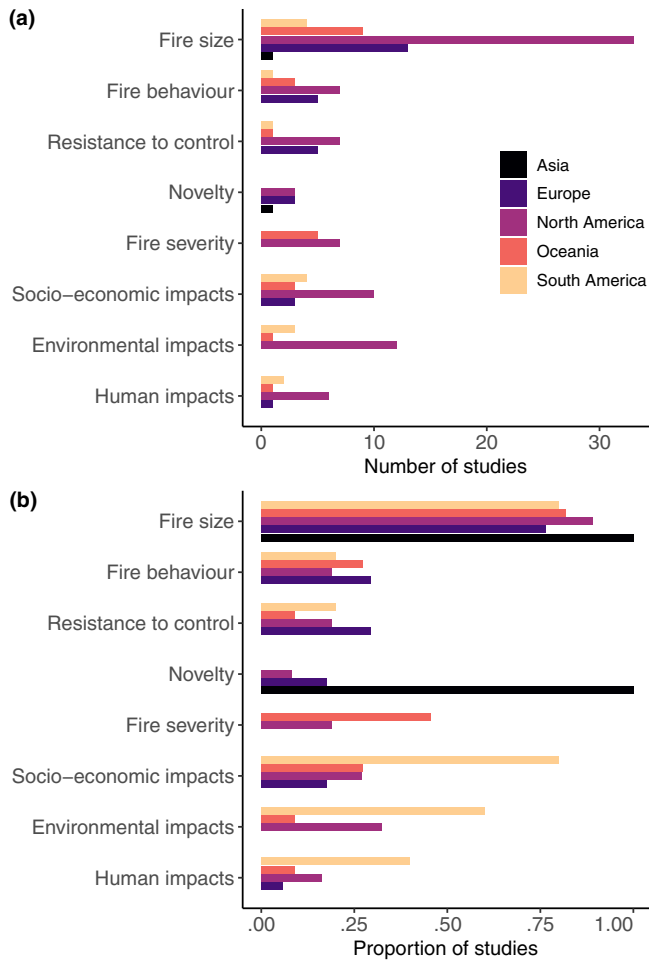 (a)
Fire size
Fire behaviour
Resistance to control
Novelty
Fire severity
Socio−economic impacts
Environmental impacts
Human impacts
Asia
Europe
North America
Oceania
South America
0 10 20 30
Number of studies
(b)
Fire size
Fire behaviour
Resistance to control
Novelty
Fire severity
Socio−economic impacts
Environmental impacts
Human impacts
.00 .25 .50 .75 1.00
Proportion of studies